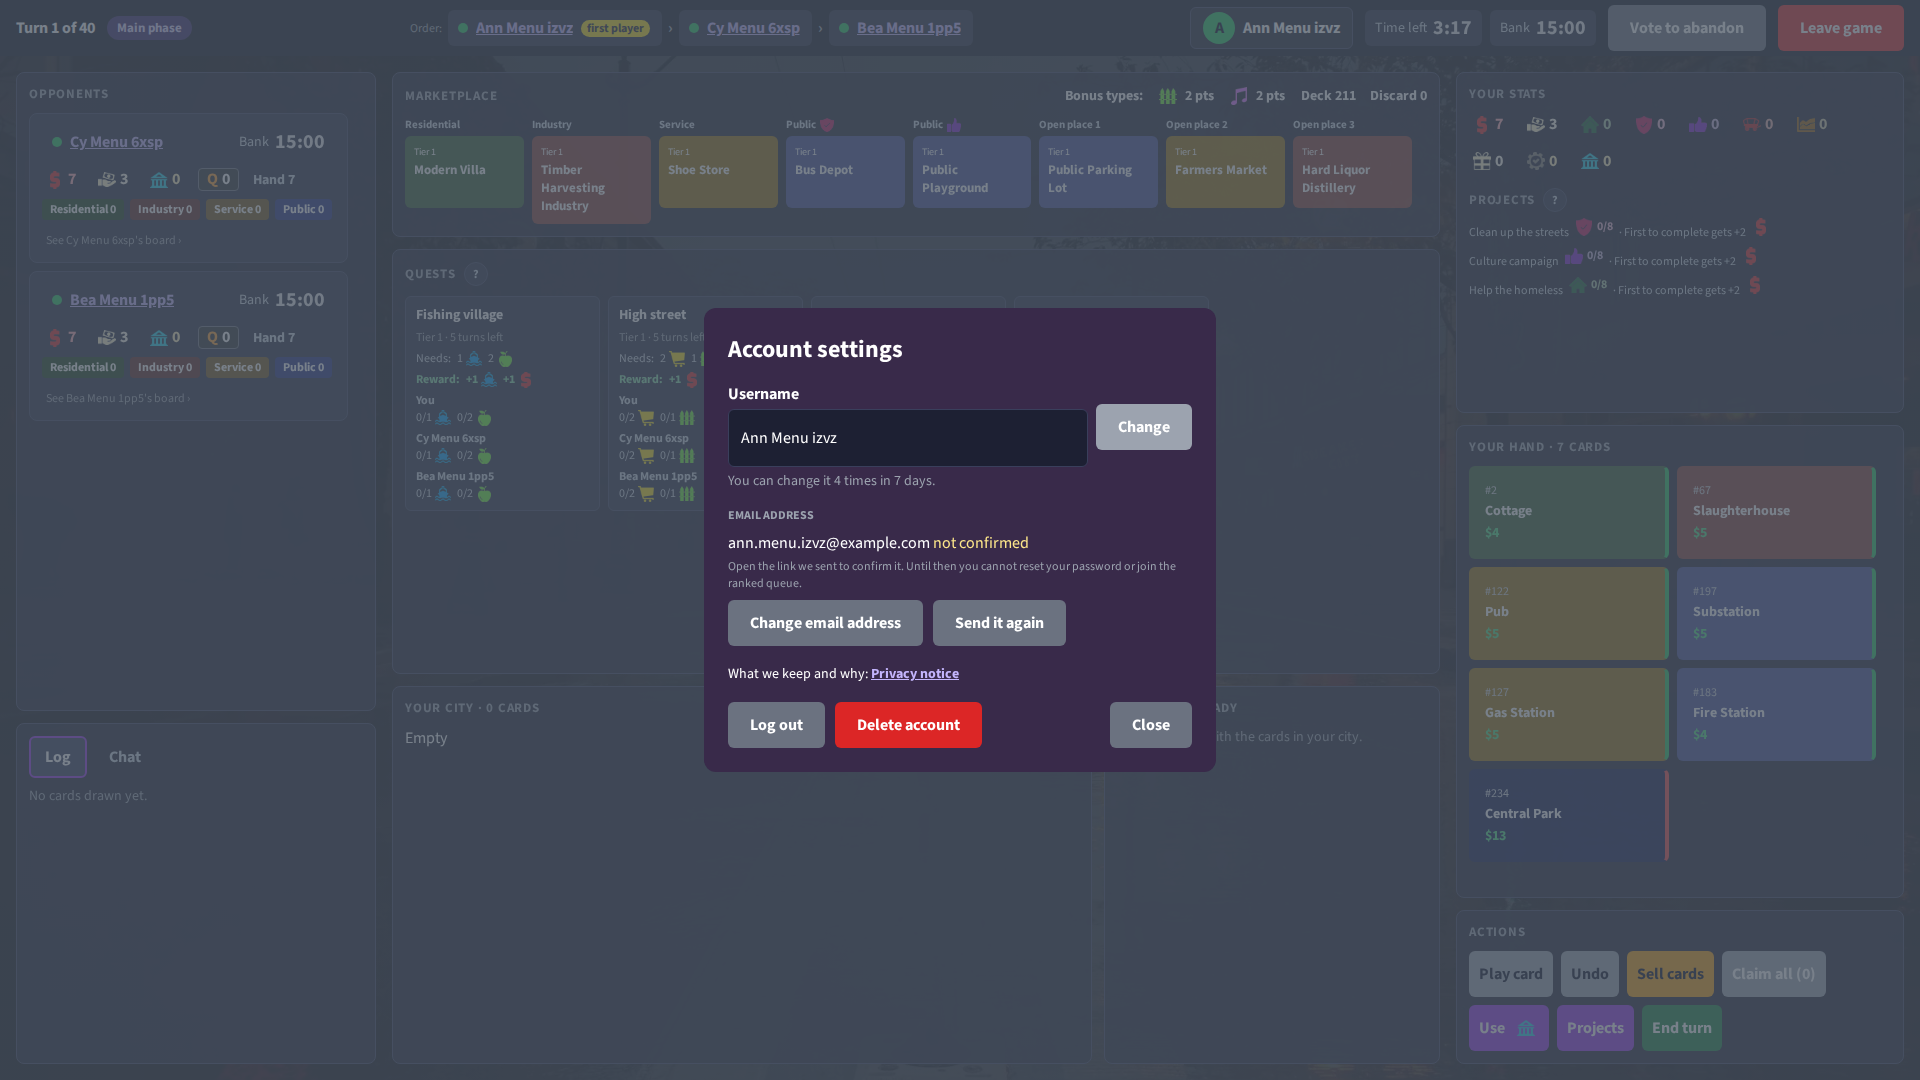 Turn 1 of 40 Main phase
Order: Ann Menu izvz first player › Cy Menu 6xsp › Bea Menu 1pp5
A Ann Menu izvz Time left 3:17 Bank 15:00 Vote to abandon Leave game
OPPONENTS
Cy Menu 6xsp Bank 15:00
7 3 0 Q 0 Hand 7
Residential 0 Industry 0 Service 0 Public 0
See Cy Menu 6xsp's board ›
Bea Menu 1pp5 Bank 15:00
7 3 0 Q 0 Hand 7
Residential 0 Industry 0 Service 0 Public 0
See Bea Menu 1pp5's board ›
Log Chat
No cards drawn yet.
MARKETPLACE Bonus types: 2 pts 2 pts Deck 211 Discard 0
Residential Industry Service Public Public Open place 1 Open place 2 Open place 3
Tier 1
Modern Villa
Tier 1
Timber
Harvesting
Industry
Tier 1
Shoe Store
Tier 1
Bus Depot
Tier 1
Public
Playground
Tier 1
Public Parking
Lot
Tier 1
Farmers Market
Tier 1
Hard Liquor
Distillery
QUESTS ?
Fishing village
Tier 1 · 5 turns left
Needs: 1 2
Reward: +1 +1
You
0/1 0/2
Cy Menu 6xsp
0/1 0/2
Bea Menu 1pp5
0/1 0/2
High street
Tier 1 · 5 turns left
Needs: 2 1
Reward: +1
You
0/2 0/1
Cy Menu 6xsp
0/2 0/1
Bea Menu 1pp5
0/2 0/1
Account settings
Username
Ann Menu izvz Change
You can change it 4 times in 7 days.
EMAIL ADDRESS
ann.menu.izvz@example.com not confirmed
Open the link we sent to confirm it. Until then you cannot reset your password or join the
ranked queue.
Change email address Send it again
What we keep and why: Privacy notice
Log out Delete account Close
YOUR CITY · 0 CARDS
Empty
with the cards in your city.
YOUR STATS
7 3 0 0 0 0 0
0 0 0
PROJECTS ?
Clean up the streets 0/8 · First to complete gets +2
Culture campaign 0/8 · First to complete gets +2
Help the homeless 0/8 · First to complete gets +2
YOUR HAND · 7 CARDS
#2
Cottage
$4
#67
Slaughterhouse
$5
#122
Pub
$5
#197
Substation
$5
#127
Gas Station
$5
#183
Fire Station
$4
#234
Central Park
$13
ACTIONS
Play card Undo Sell cards Claim all (0)
Use Projects End turn